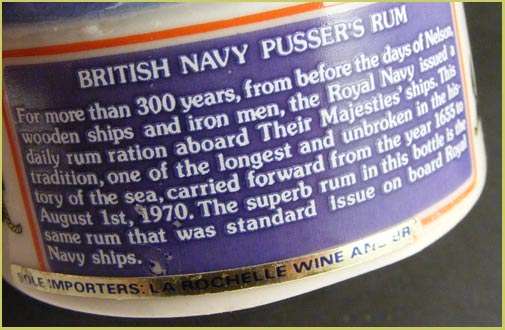 BRITISH NAVY PUSSER'S RUM
For more than 300 years, from before the days of Nelson,
wooden ships and iron men, the Royal Navy issued a
daily rum ration aboard Their Majesties' ships. This
tradition, one of the longest and unbroken in the his-
tory of the sea, carried forward from the year 1655 to
August 1st, 1970. The superb rum in this bottle is the
same rum that was standard issue on board Royal
Navy ships.
SOLE IMPORTERS: LA ROCHELLE WINE AND